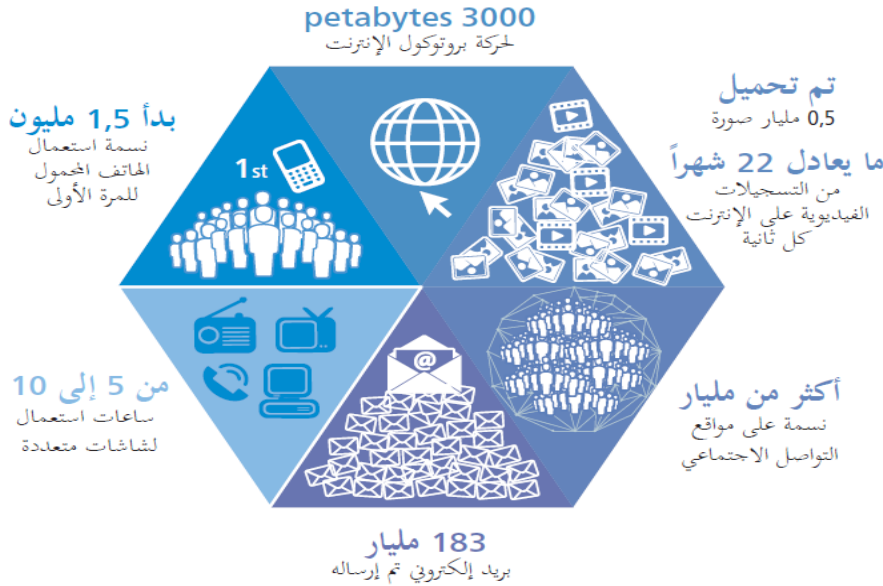 petabytes 3000
لحركة بروتوكول الإنترنت
تم تحميل
0,5 مليار صورة
ما يعادل 22 شهراً
من التسجيلات
الفيديوية على الإنترنت
كل ثانية
بدأ 1,5 مليون
نسمة استعمال
الهاتف المحمول
للمرة الأولى
1st
أكثر من مليار
نسمة على مواقع
التواصل الاجتماعي
من 5 إلى 10
ساعات استعمال
لشاشات متعددة
@
183 مليار
بريد إلكتروني تم إرساله